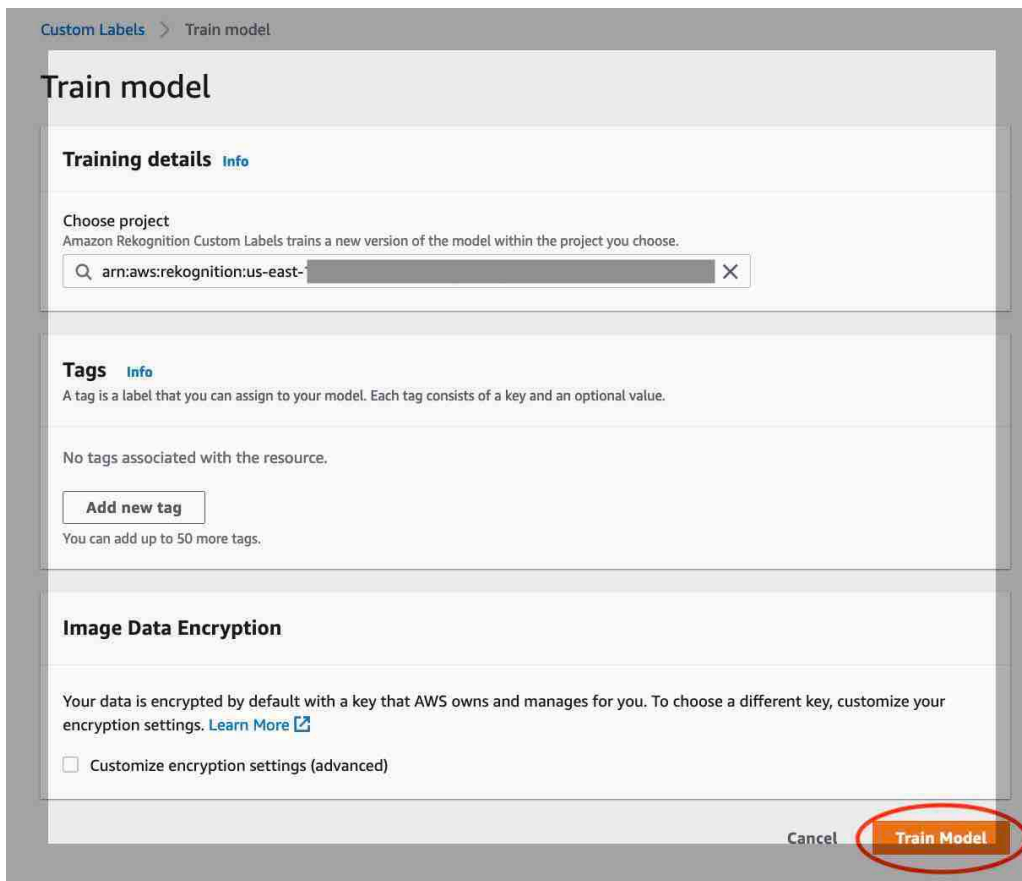 Custom Labels > Train model
Train model
Training details Info
Choose project
Amazon Rekognition Custom Labels trains a new version of the model within the project you choose.
arn:aws:rekognition:us-east-
Tags Info
A tag is a label that you can assign to your model. Each tag consists of a key and an optional value.
No tags associated with the resource.
Add new tag
You can add up to 50 more tags.
Image Data Encryption
Your data is encrypted by default with a key that AWS owns and manages for you. To choose a different key, customize your
encryption settings. Learn More
Customize encryption settings (advanced)
Cancel Train Model